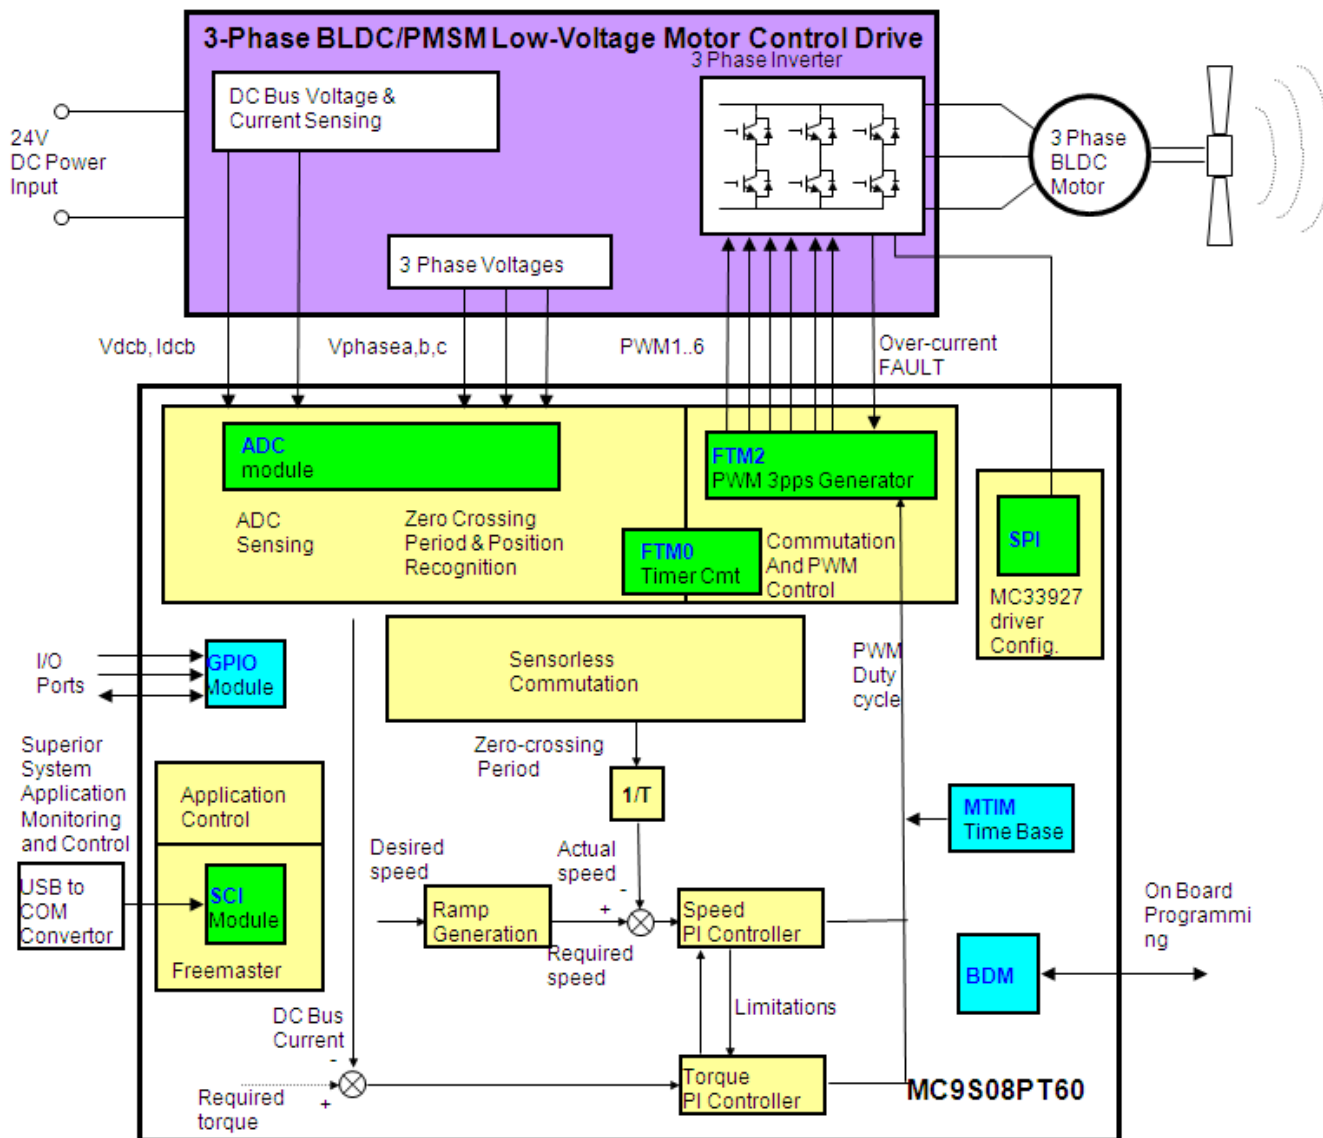 3-Phase BLDC/PMSM Low-Voltage Motor Control Drive
3 Phase Inverter
DC Bus Voltage &
Current Sensing
24V
DC Power
Input
3 Phase
BLDC
Motor
3 Phase Voltages
Vdcb, Idcb
Vphasea,b,c
PWM1..6
Over-current
FAULT
ADC
module
FTM2
PWM 3pps Generator
ADC
Sensing
Zero Crossing
Period & Position
Recognition
FTM0
Timer Cmt
Commutation
And PWM
Control
SPI
MC33927
driver
Config.
I/O
Ports
GPIO
Module
Sensorless
Commutation
PWM
Duty
cycle
Zero-crossing
Period
Superior
System
Application
Monitoring
and Control
Application
Control
1/T
MTIM
Time Base
Desired
speed
Actual
speed
-
+
USB to
COM
Convertor
SCI
Module
Freemaster
Ramp
Generation
Required
speed
Speed
PI Controller
On Board
Programmi
ng
BDM
DC Bus
Current
Limitations
-
+
Required
torque
Torque
PI Controller
MC9S08PT60